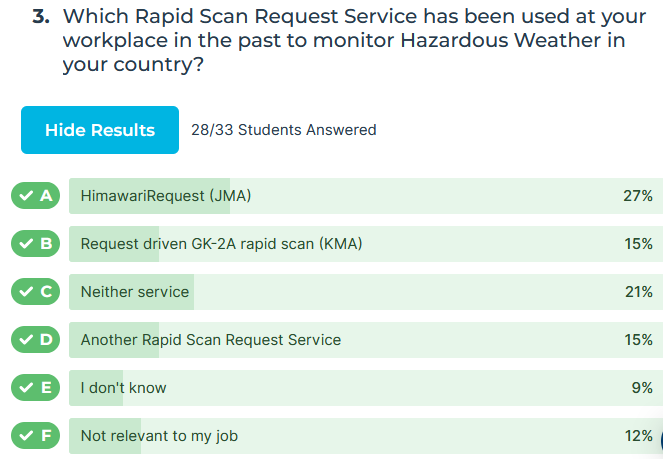 3. Which Rapid Scan Request Service has been used at your
workplace in the past to monitor Hazardous Weather in
your country?
Hide Results 28/33 Students Answered
A HimawariRequest (JMA) 27%
B Request driven GK-2A rapid scan (KMA) 15%
C Neither service 21%
D Another Rapid Scan Request Service 15%
E I don't know 9%
F Not relevant to my job 12%